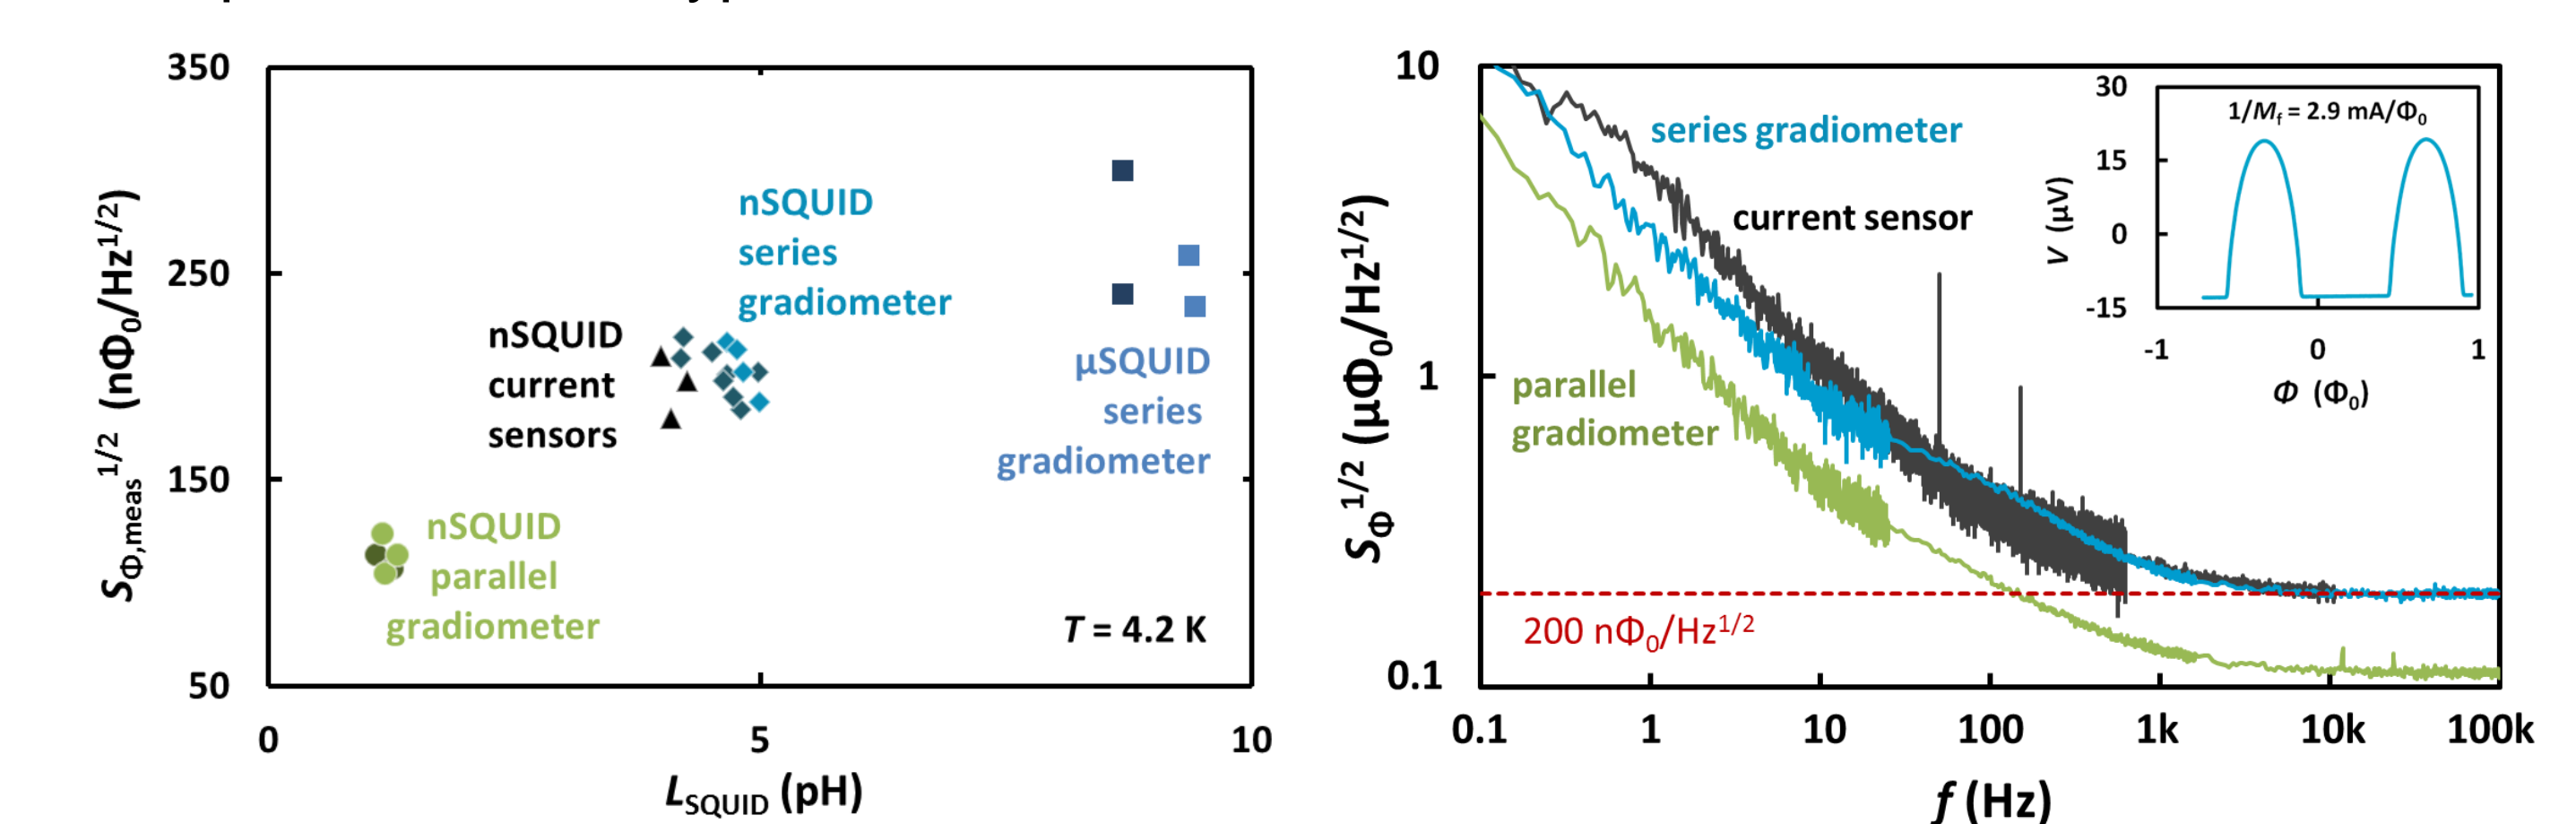 350
250
150
50
0
5
10
S_Φ,meas^1/2 (nΦ₀/Hz^1/2)
L_SQUID (pH)
nSQUID
series
gradiometer
nSQUID
current
sensors
µSQUID
series
gradiometer
nSQUID
parallel
gradiometer
T = 4.2 K
10
1
0.1
0.1
1
10
100
1k
10k
100k
S_Φ^1/2 (µΦ₀/Hz^1/2)
f (Hz)
series gradiometer
current sensor
parallel
gradiometer
200 nΦ₀/Hz^1/2
1/M_f = 2.9 mA/Φ₀
30
15
0
-15
-1
0
1
V (µV)
Φ (Φ₀)